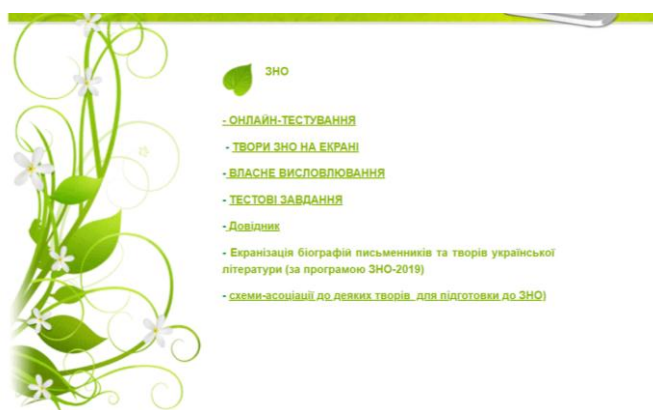 ЗНО
- ОНЛАЙН-ТЕСТУВАННЯ
- ТВОРИ ЗНО НА ЕКРАНІ
- ВЛАСНЕ ВИСЛОВЛЮВАННЯ
- ТЕСТОВІ ЗАВДАННЯ
- Довідник
- Екранізація біографій письменників та творів української
літератури (за програмою ЗНО-2019)
- схеми-асоціації до деяких творів для підготовки до ЗНО)